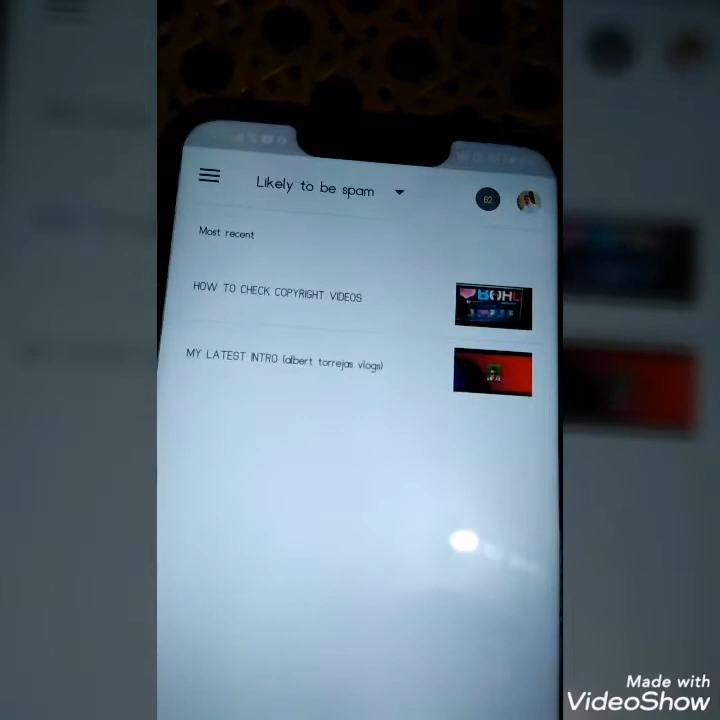 Likely to be spam
62
Most recent
HOW TO CHECK COPYRIGHT VIDEOS
MY LATEST INTRO (albert torrejas vlogs)
Made with
VideoShow